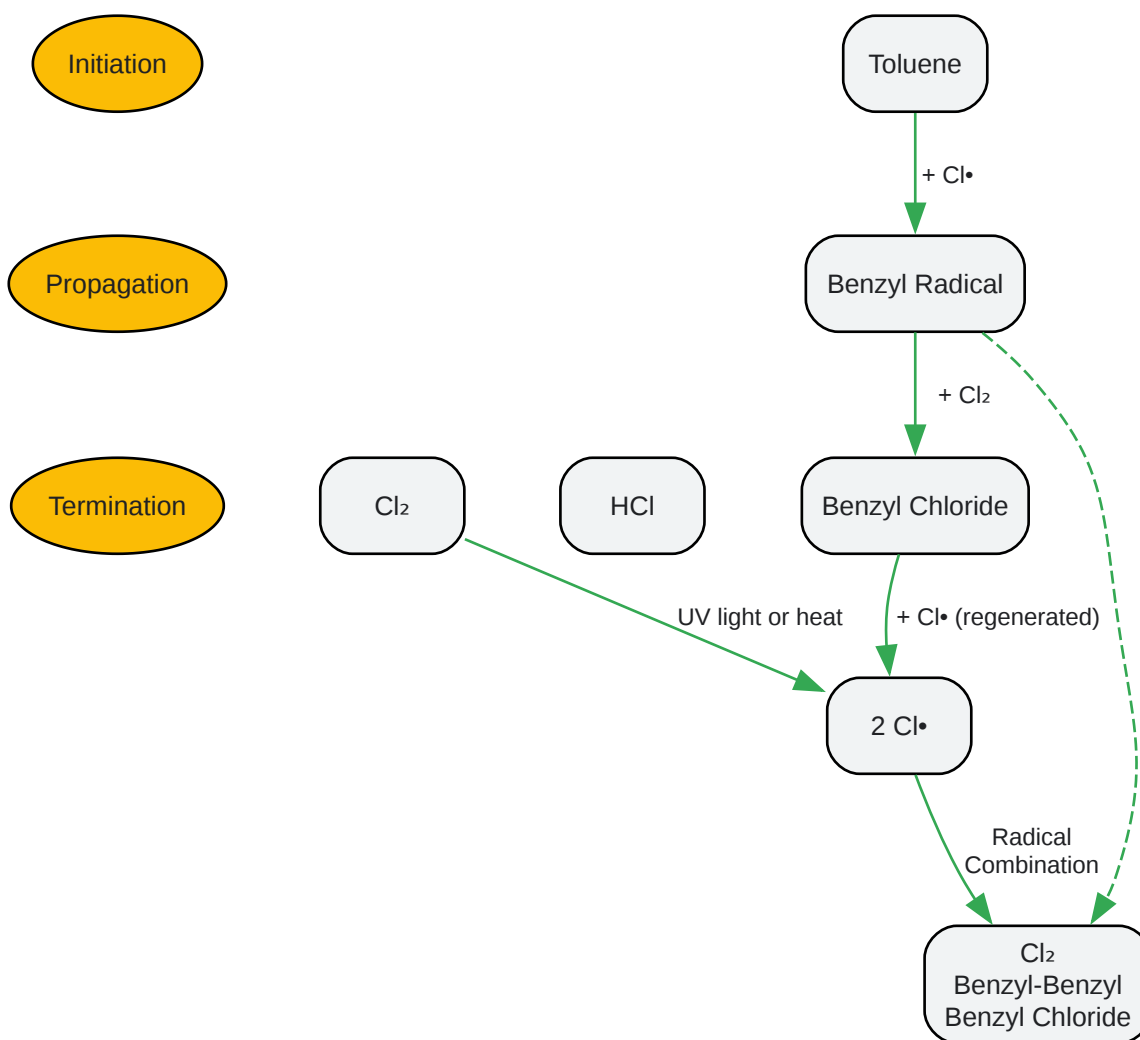 Initiation
Toluene
+ Cl•
Propagation
Benzyl Radical
+ Cl₂
Termination
Cl₂
HCl
Benzyl Chloride
UV light or heat
+ Cl• (regenerated)
2 Cl•
Radical
Combination
Cl₂
Benzyl-Benzyl
Benzyl Chloride